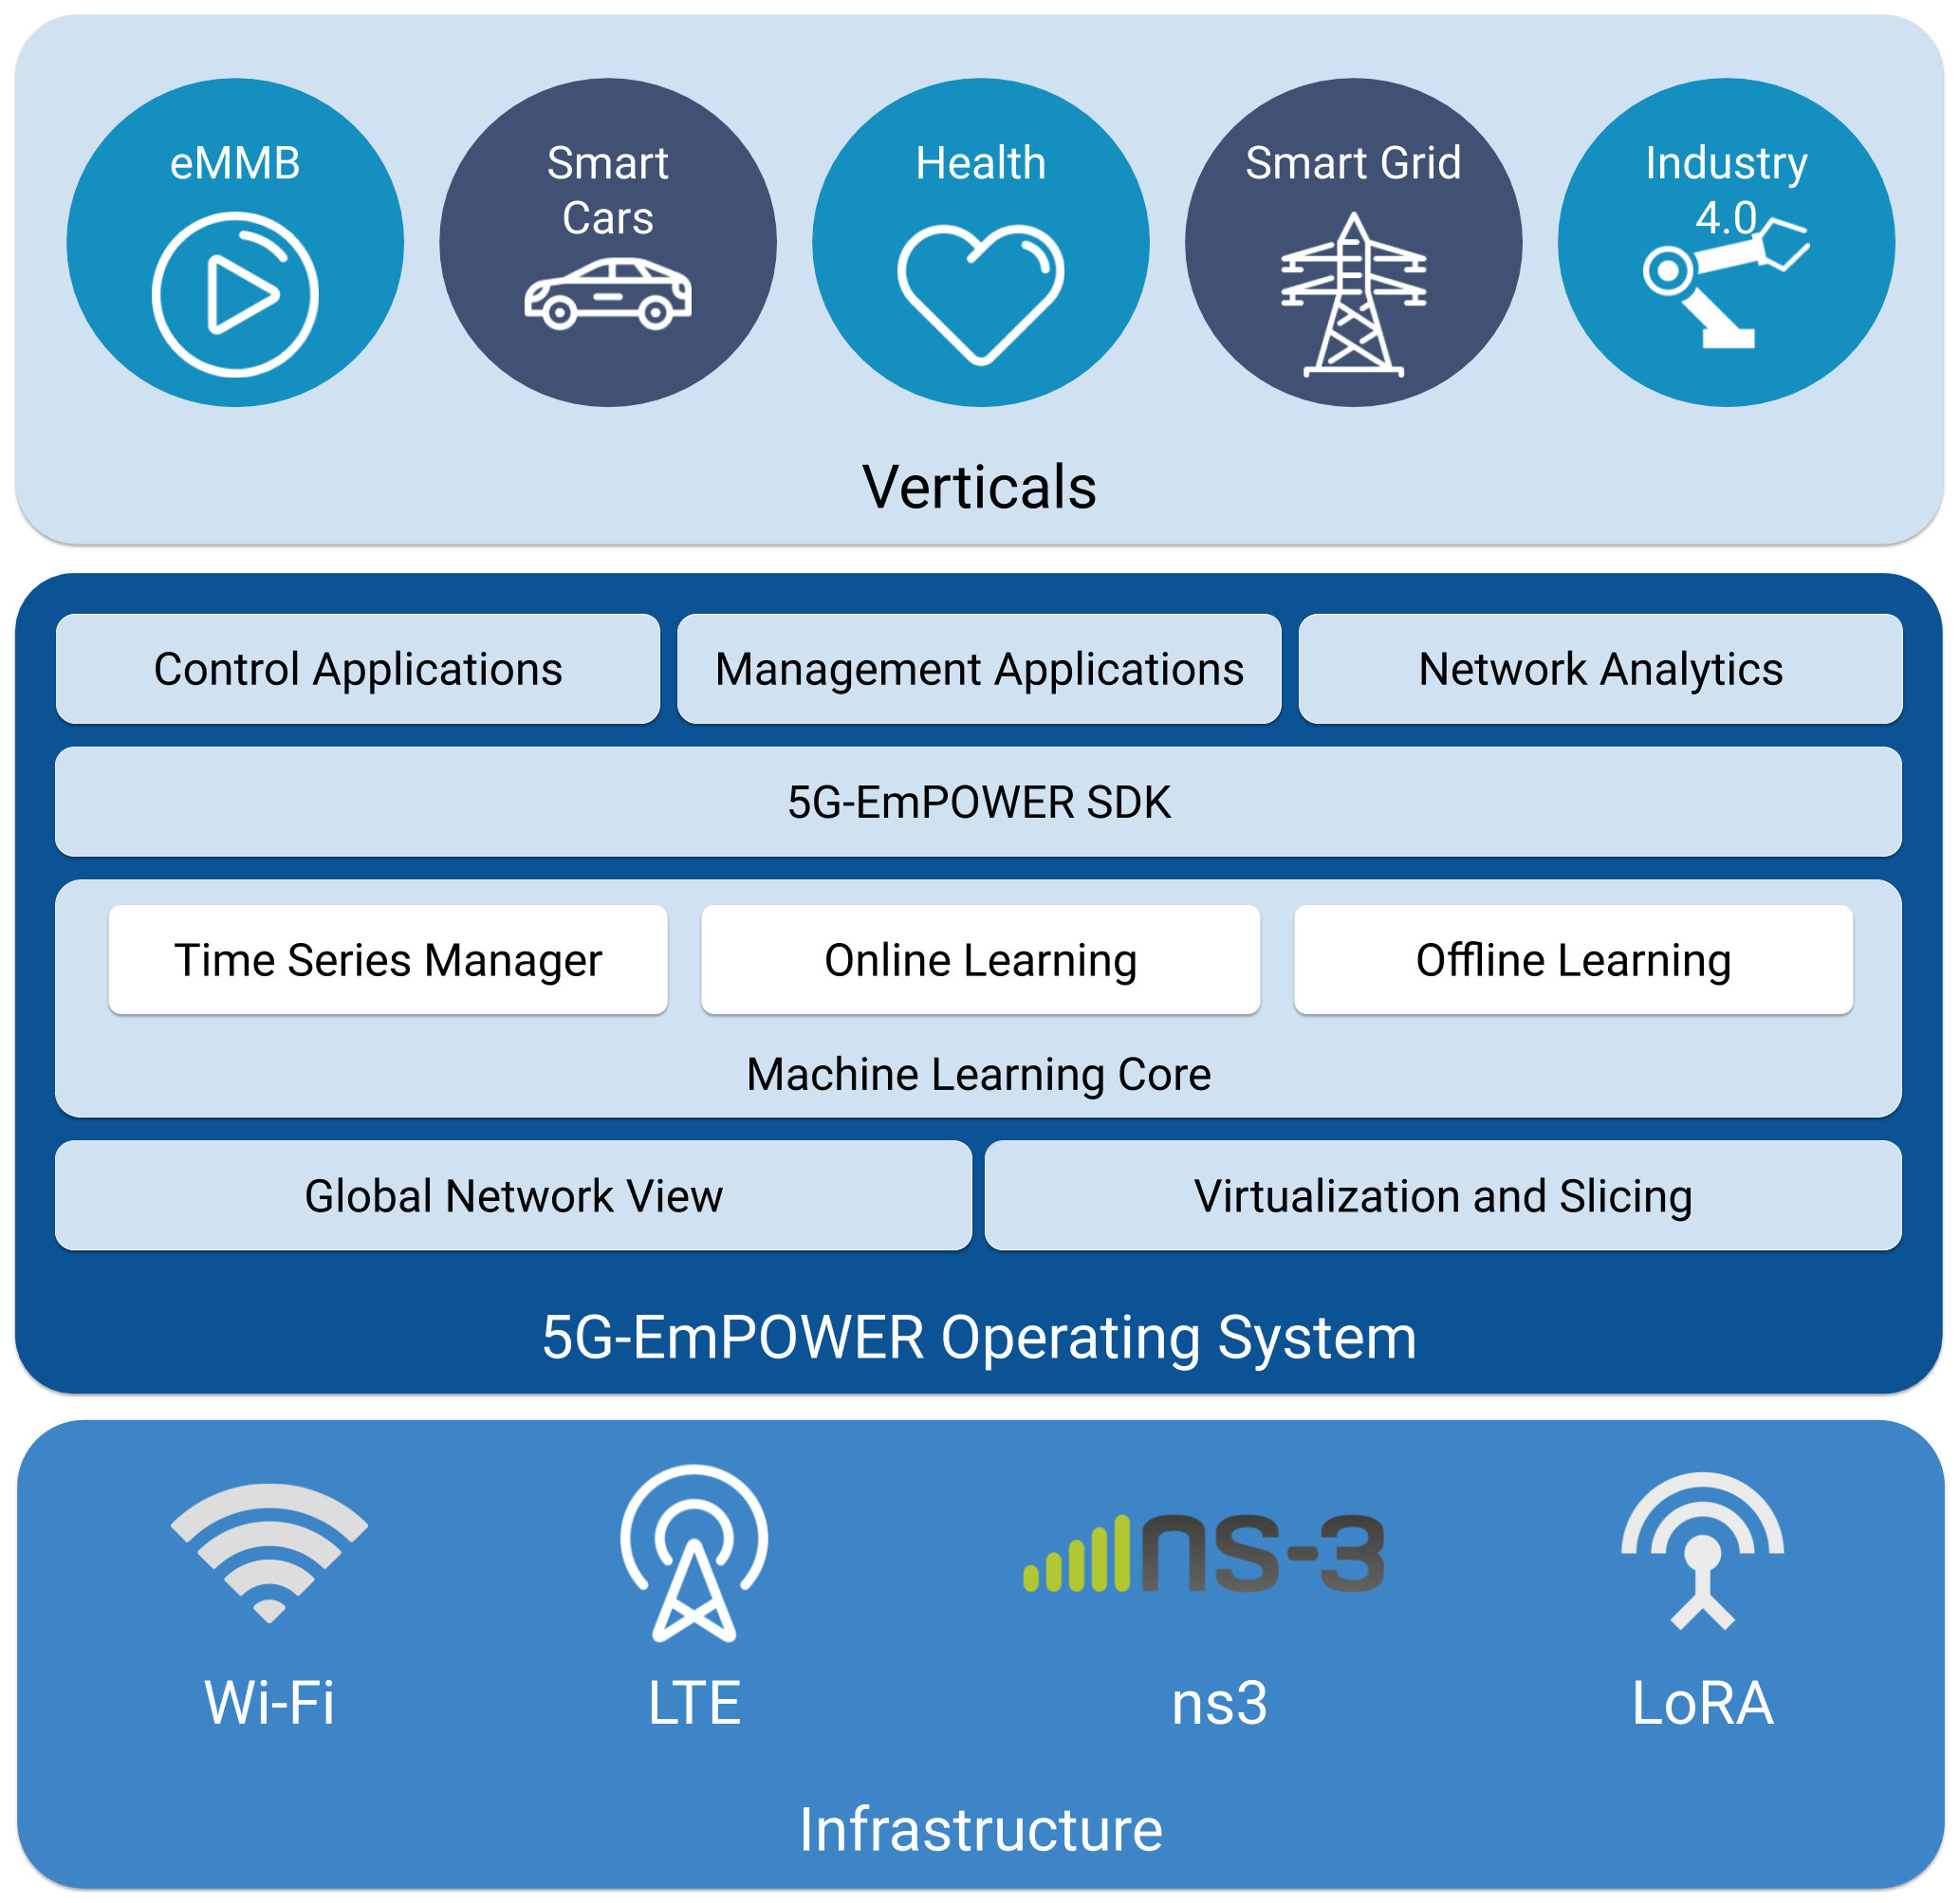 eMMB
Smart
Cars
Health
Smart Grid
Industry
4.0
Verticals
Control Applications
Management Applications
Network Analytics
5G-EmPOWER SDK
Time Series Manager
Online Learning
Offline Learning
Machine Learning Core
Global Network View
Virtualization and Slicing
5G-EmPOWER Operating System
ns-3
Wi-Fi
LTE
ns3
LoRA
Infrastructure